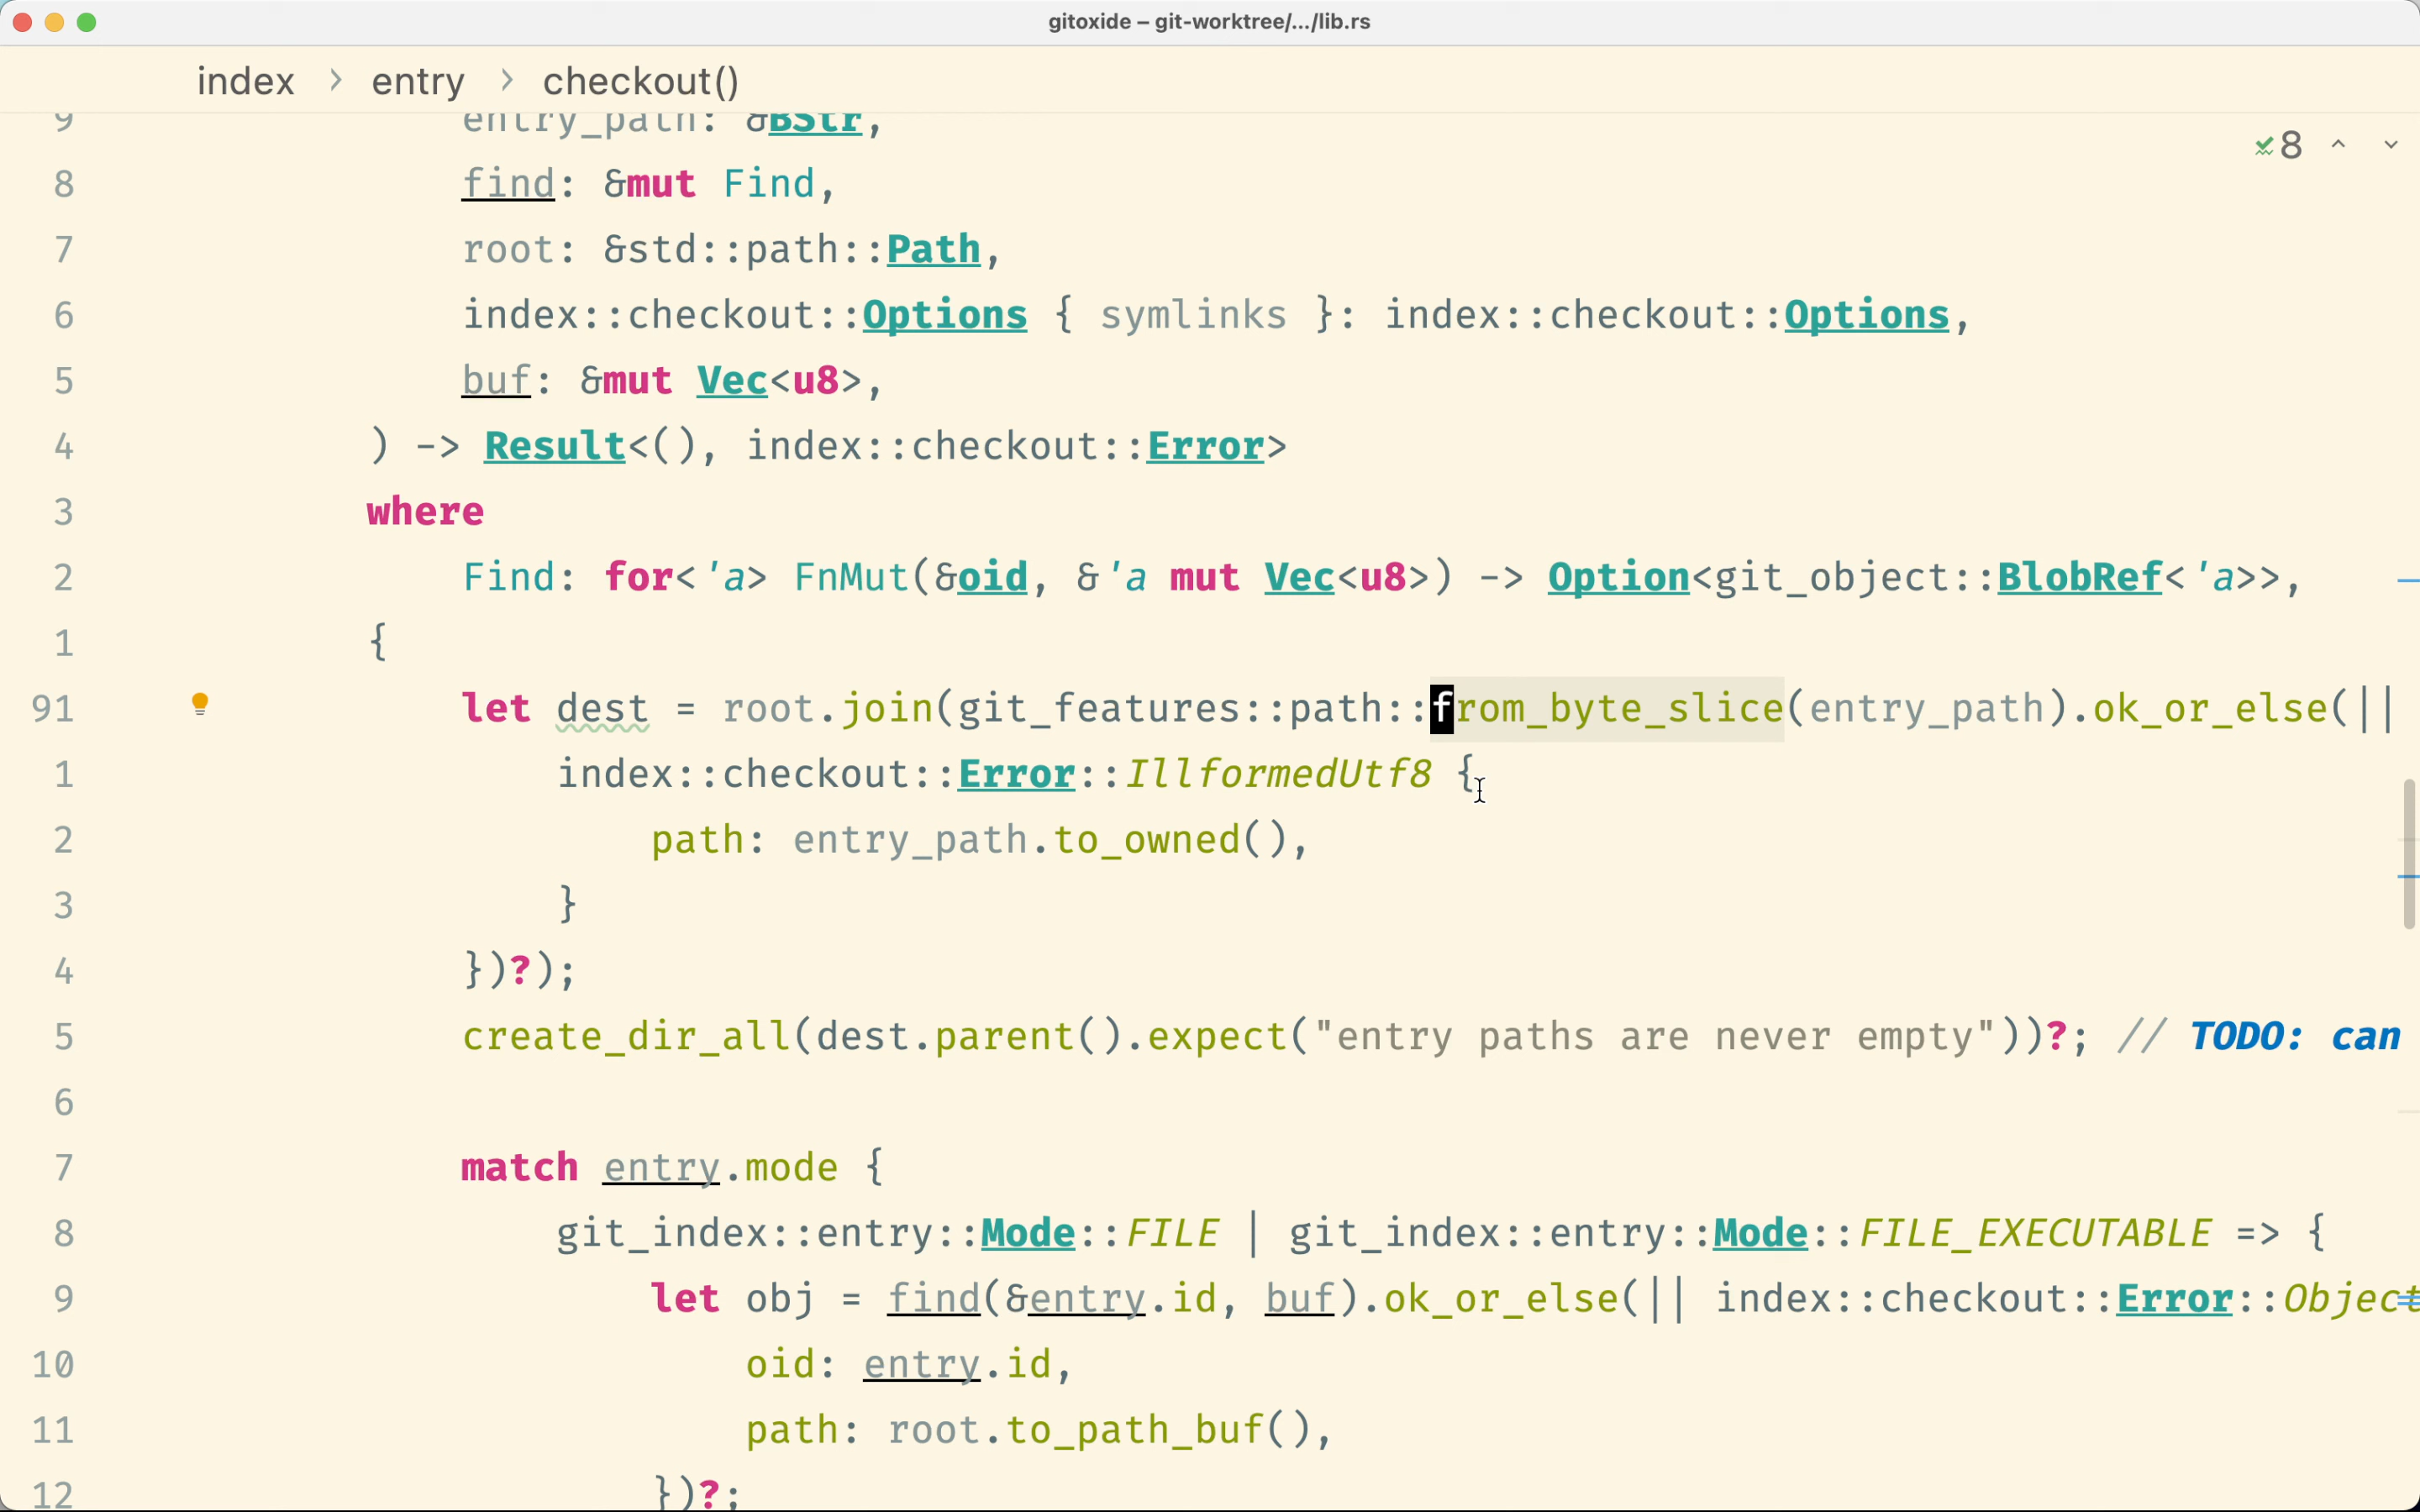 gitoxide – git-worktree/.../lib.rs
index > entry > checkout()
9 entry_path: &BStr,
8
8 find: &mut Find,
7 root: &std::path::Path,
6 index::checkout::Options { symlinks }: index::checkout::Options,
5 buf: &mut Vec<u8>,
4 ) -> Result<(), index::checkout::Error>
3 where
2 Find: for<'a> FnMut(&oid, &'a mut Vec<u8>) -> Option<git_object::BlobRef<'a>>,
1 {
91 let dest = root.join(git_features::path::from_byte_slice(entry_path).ok_or_else(||
1 index::checkout::Error::IllformedUtf8 {
2 path: entry_path.to_owned(),
3 }
4 })?);
5 create_dir_all(dest.parent().expect("entry paths are never empty"))?; // TODO: can
6
7 match entry.mode {
8 git_index::entry::Mode::FILE | git_index::entry::Mode::FILE_EXECUTABLE => {
9 let obj = find(&entry.id, buf).ok_or_else(|| index::checkout::Error::Object
10 oid: entry.id,
11 path: root.to_path_buf(),
12 })?;